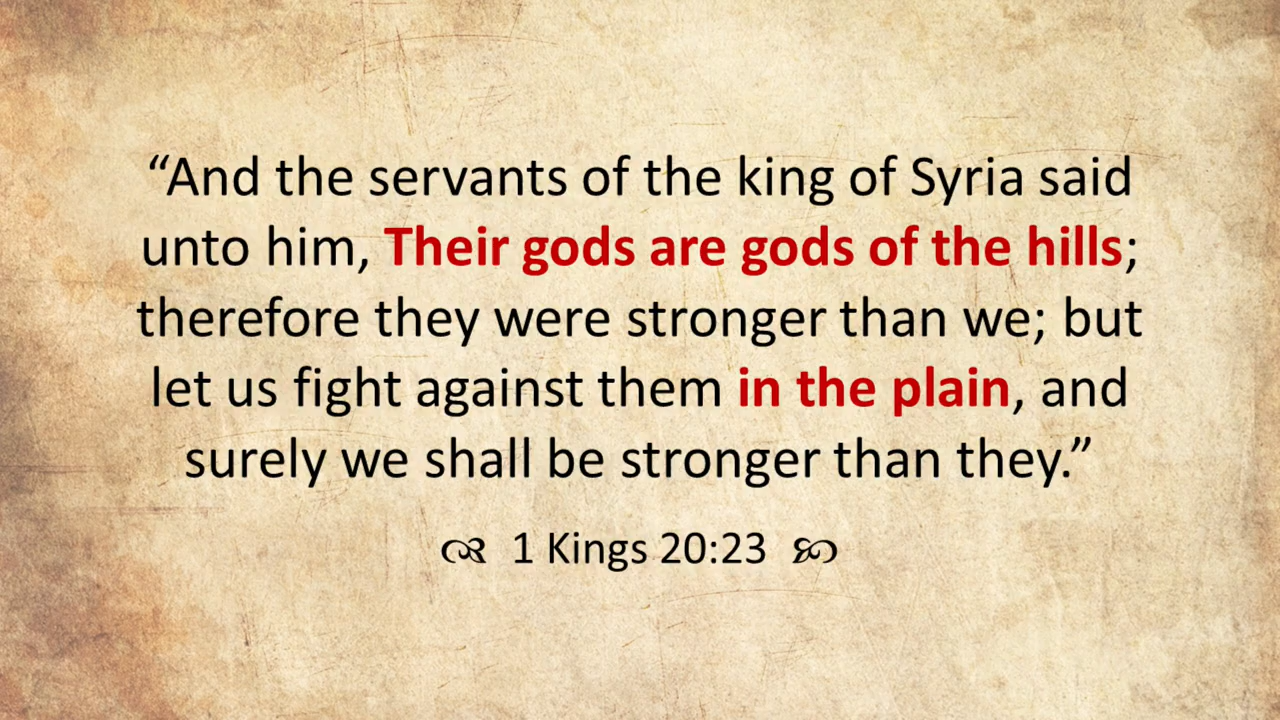 “And the servants of the king of Syria said
unto him, Their gods are gods of the hills;
therefore they were stronger than we; but
let us fight against them in the plain, and
surely we shall be stronger than they.”
1 Kings 20:23